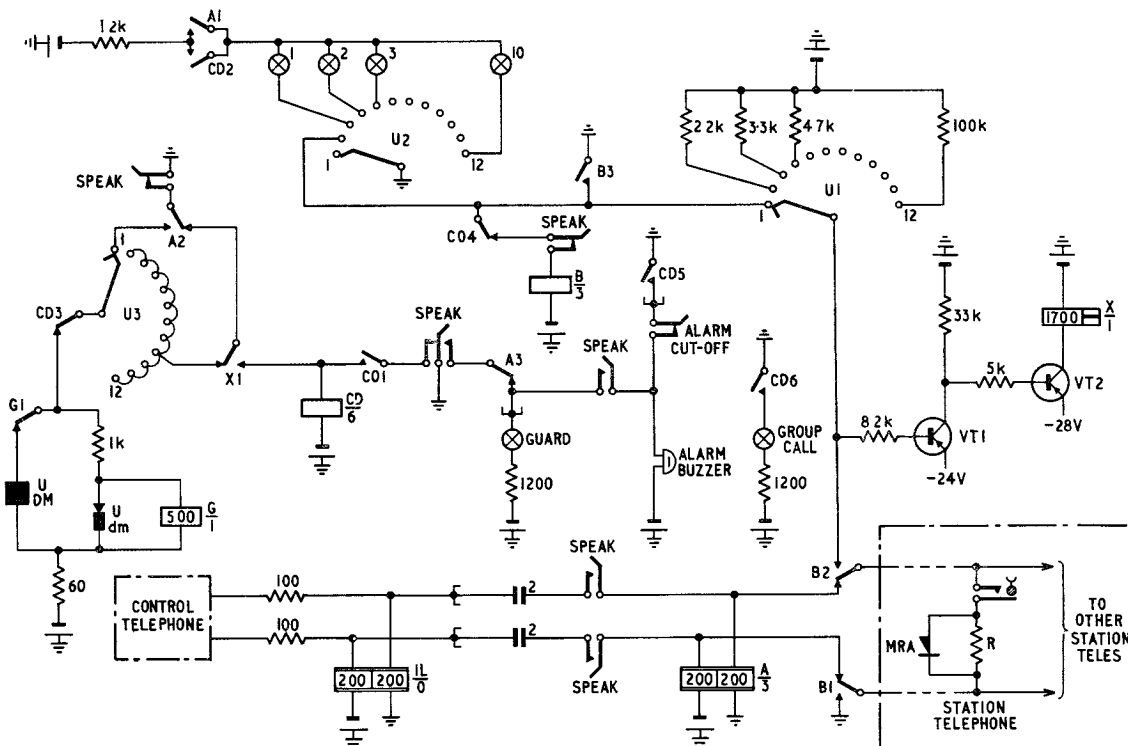 1.2k
A1
CD2
1
2
3
10
U2
1
12
2.2k
3.3k
4.7k
100k
U1
1
12
SPEAK
A2
1
U3
12
CD3
X1
B3
CO4
SPEAK
B/3
CD5
ALARM CUT-OFF
33k
1700
X/1
5k
VT2
-28V
SPEAK
CO1
A3
SPEAK
CD6
8.2k
VT1
-24V
G1
1k
CD/6
GUARD
1200
ALARM BUZZER
GROUP CALL
1200
U DM
U dm
500
G/1
60
CONTROL TELEPHONE
100
100
2
2
SPEAK
SPEAK
200 200
IL/0
200 200
A/3
B2
B1
MRA
R
STATION TELEPHONE
TO OTHER STATION TELES